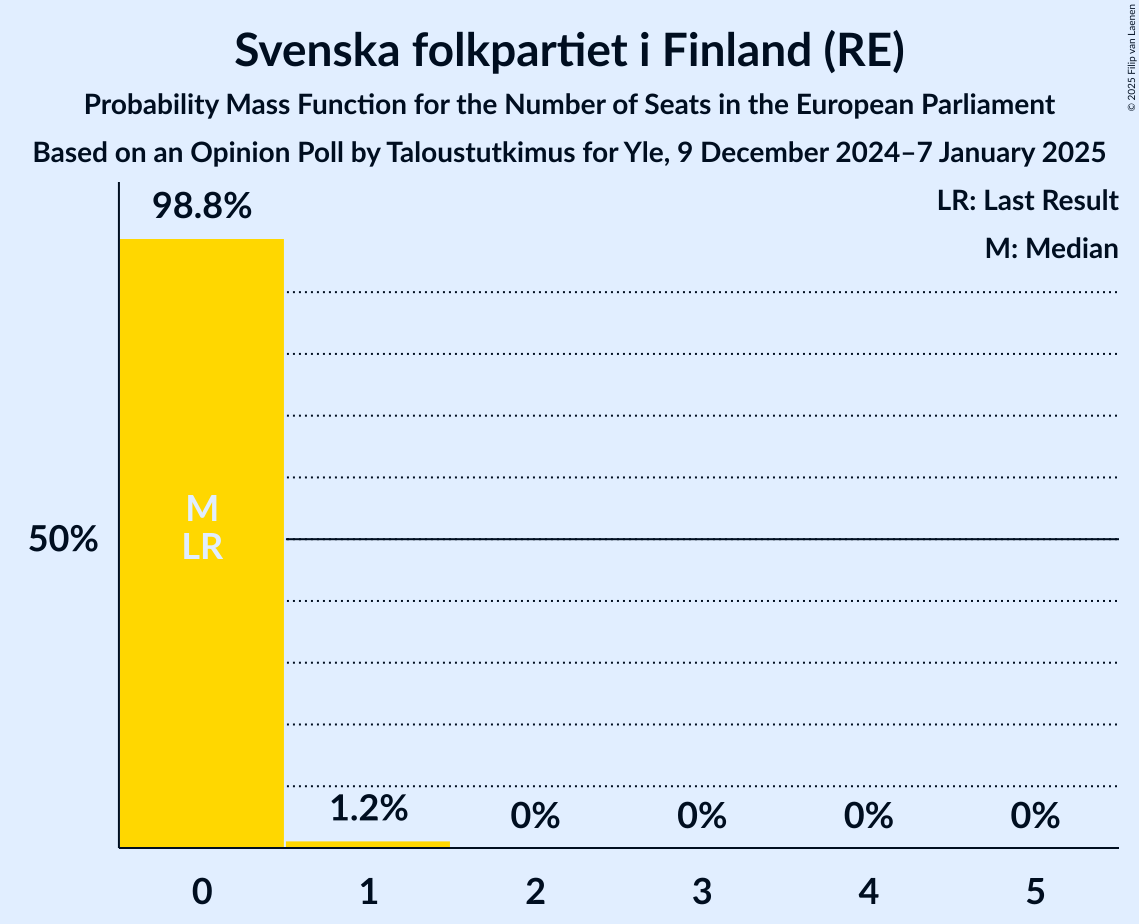 Svenska folkpartiet i Finland (RE)
Probability Mass Function for the Number of Seats in the European Parliament
Based on an Opinion Poll by Taloustutkimus for Yle, 9 December 2024–7 January 2025
© 2025 Filip van Laenen
LR: Last Result
M: Median
98.8%
M
LR
50%
1.2%
0%
0%
0%
0%
0
1
2
3
4
5